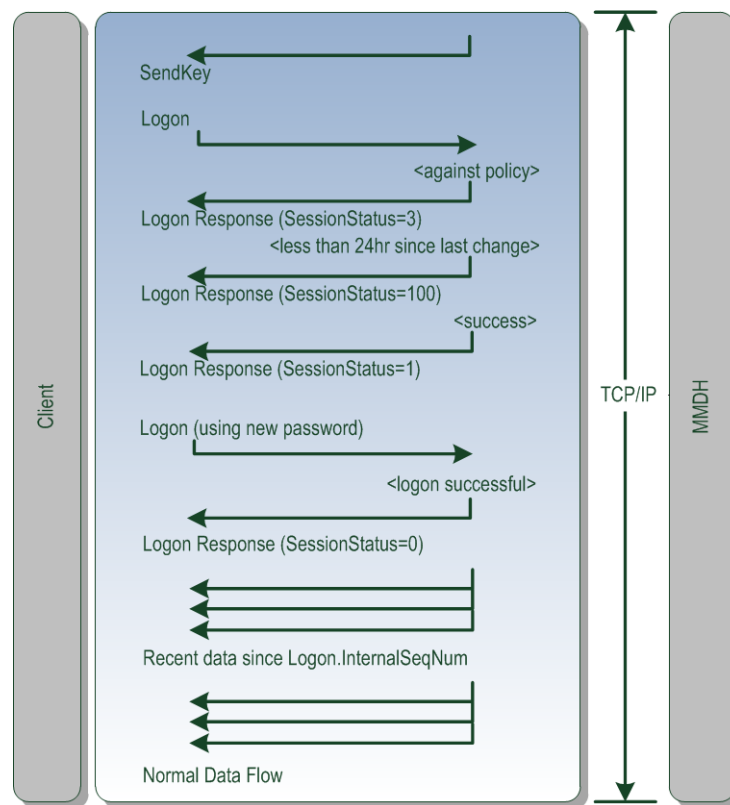 SendKey
Logon
<against policy>
Logon Response (SessionStatus=3)
<less than 24hr since last change>
Logon Response (SessionStatus=100)
<success>
Logon Response (SessionStatus=1)
Logon (using new password)
<logon successful>
Logon Response (SessionStatus=0)
Recent data since Logon.InternalSeqNum
Normal Data Flow
Client
TCP/IP
MMDH